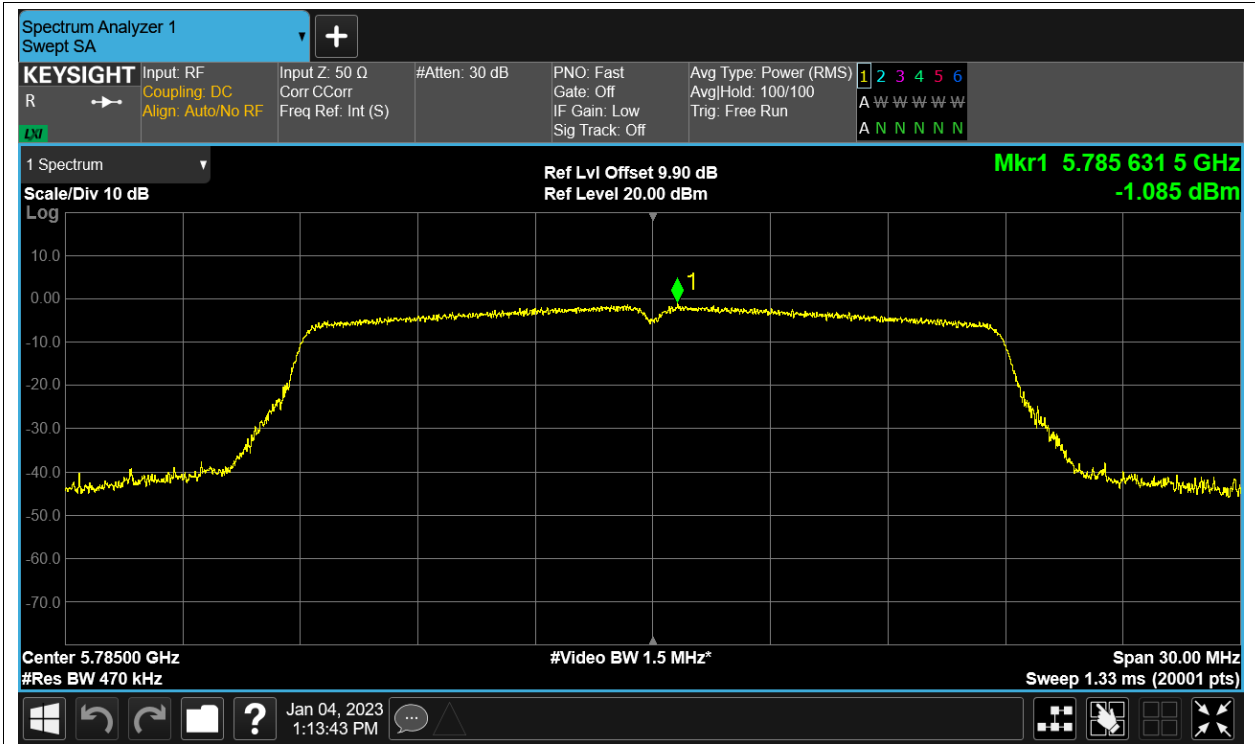 Spectrum Analyzer 1
Swept SA
KEYSIGHT
R
LXI
Input: RF
Coupling: DC
Align: Auto/No RF
Input Z: 50 Ω
Corr CCorr
Freq Ref: Int (S)
#Atten: 30 dB
PNO: Fast
Gate: Off
IF Gain: Low
Sig Track: Off
Avg Type: Power (RMS)
Avg|Hold: 100/100
Trig: Free Run
1 2 3 4 5 6
A W W W W W
A N N N N N
1 Spectrum
Scale/Div 10 dB
Log
Ref Lvl Offset 9.90 dB
Ref Level 20.00 dBm
Mkr1 5.785 631 5 GHz
-1.085 dBm
1
10.0
0.00
-10.0
-20.0
-30.0
-40.0
-50.0
-60.0
-70.0
Center 5.78500 GHz
#Res BW 470 kHz
#Video BW 1.5 MHz*
Span 30.00 MHz
Sweep 1.33 ms (20001 pts)
?
Jan 04, 2023
1:13:43 PM